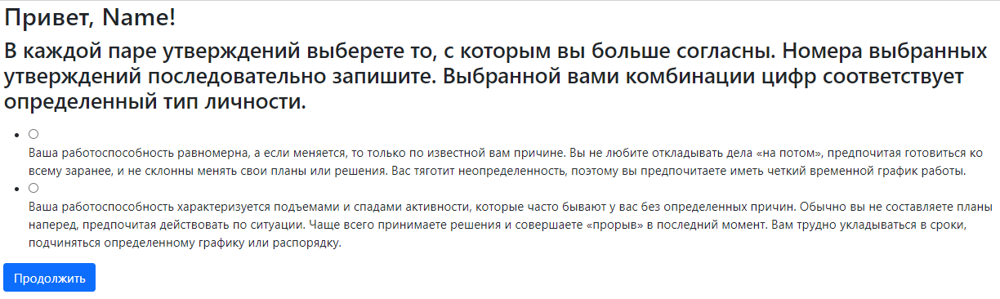 Привет, Name!
В каждой паре утверждений выберете то, с которым вы больше согласны. Номера выбранных
утверждений последовательно запишите. Выбранной вами комбинации цифр соответствует
определенный тип личности.
Ваша работоспособность равномерна, а если меняется, то только по известной вам причине. Вы не любите откладывать дела «на потом», предпочитая готовиться ко
всему заранее, и не склонны менять свои планы или решения. Вас тяготит неопределенность, поэтому вы предпочитаете иметь четкий временной график работы.
Ваша работоспособность характеризуется подъемами и спадами активности, которые часто бывают у вас без определенных причин. Обычно вы не составляете планы
наперед, предпочитая действовать по ситуации. Чаще всего принимаете решения и совершаете «прорыв» в последний момент. Вам трудно укладываться в сроки,
подчиняться определенному графику или распорядку.
Продолжить